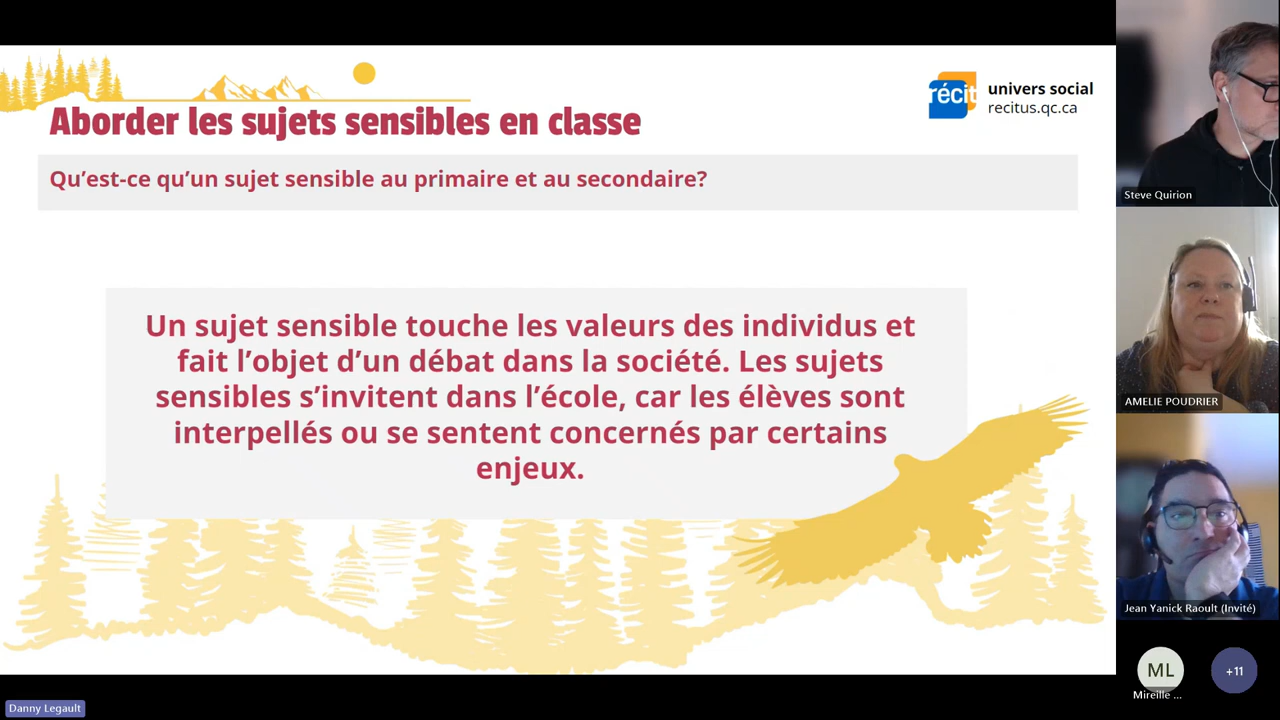 Aborder les sujets sensibles en classe
récit
univers social
recitus.qc.ca
Qu’est-ce qu’un sujet sensible au primaire et au secondaire?
Un sujet sensible touche les valeurs des individus et
fait l’objet d’un débat dans la société. Les sujets
sensibles s’invitent dans l’école, car les élèves sont
interpellés ou se sentent concernés par certains
enjeux.
Steve Quirion
AMELIE POUDRIER
Jean Yanick Raoult (Invité)
ML
Mireille ...
+11
Danny Legault